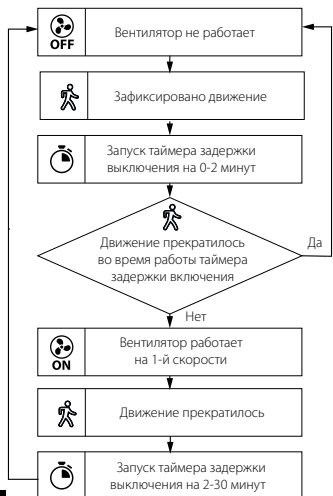 OFF
Вентилятор не работает
Зафиксировано движение
Запуск таймера задержки
выключения на 0-2 минут
Движение прекратилось
во время работы таймера
задержки включения
Да
Нет
ON
Вентилятор работает
на 1-й скорости
Движение прекратилось
Запуск таймера задержки
выключения на 2-30 минут